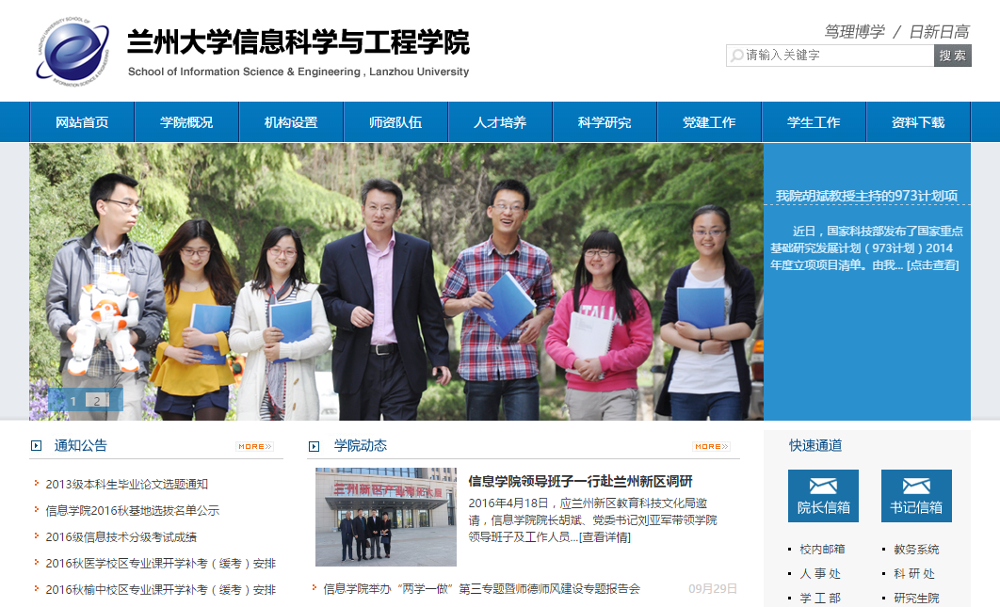 兰州大学信息科学与工程学院
School of Information Science & Engineering , Lanzhou University
笃理博学 / 日新日高
请输入关键字 搜 索
网站首页 学院概况 机构设置 师资队伍 人才培养 科学研究 党建工作 学生工作 资料下载
我院胡斌教授主持的973计划项
近日，国家科技部发布了国家重点
基础研究发展计划（973计划）2014
年度立项项目清单。由我... [点击查看]
1 2
通知公告 MORE
2013级本科生毕业论文选题通知
信息学院2016秋基地选拔名单公示
2016级信息技术分级考试成绩
2016秋医学校区专业课开学补考（缓考）安排
2016秋榆中校区专业课开学补考（缓考）安排
学院动态 MORE
兰州新区产业孵化大厦
信息学院领导班子一行赴兰州新区调研
2016年4月18日，应兰州新区教育科技文化局邀
请，信息学院院长胡斌、党委书记刘亚军带领学院
领导班子及工作人员...[查看详情]
信息学院举办“两学一做”第三专题暨师德师风建设专题报告会 09月29日
快速通道
院长信箱 书记信箱
校内邮箱 教务系统
人 事 处 科 研 处
学 工 部 研究生院